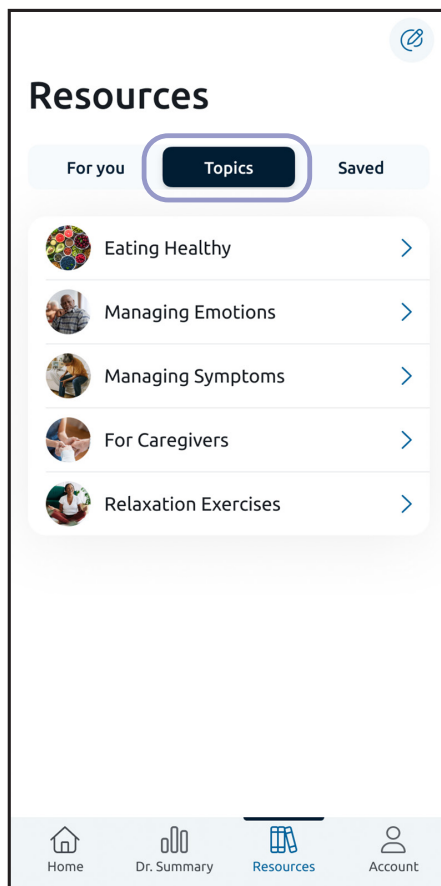 Resources
For you Topics Saved
Eating Healthy
Managing Emotions
Managing Symptoms
For Caregivers
Relaxation Exercises
Home Dr. Summary Resources Account